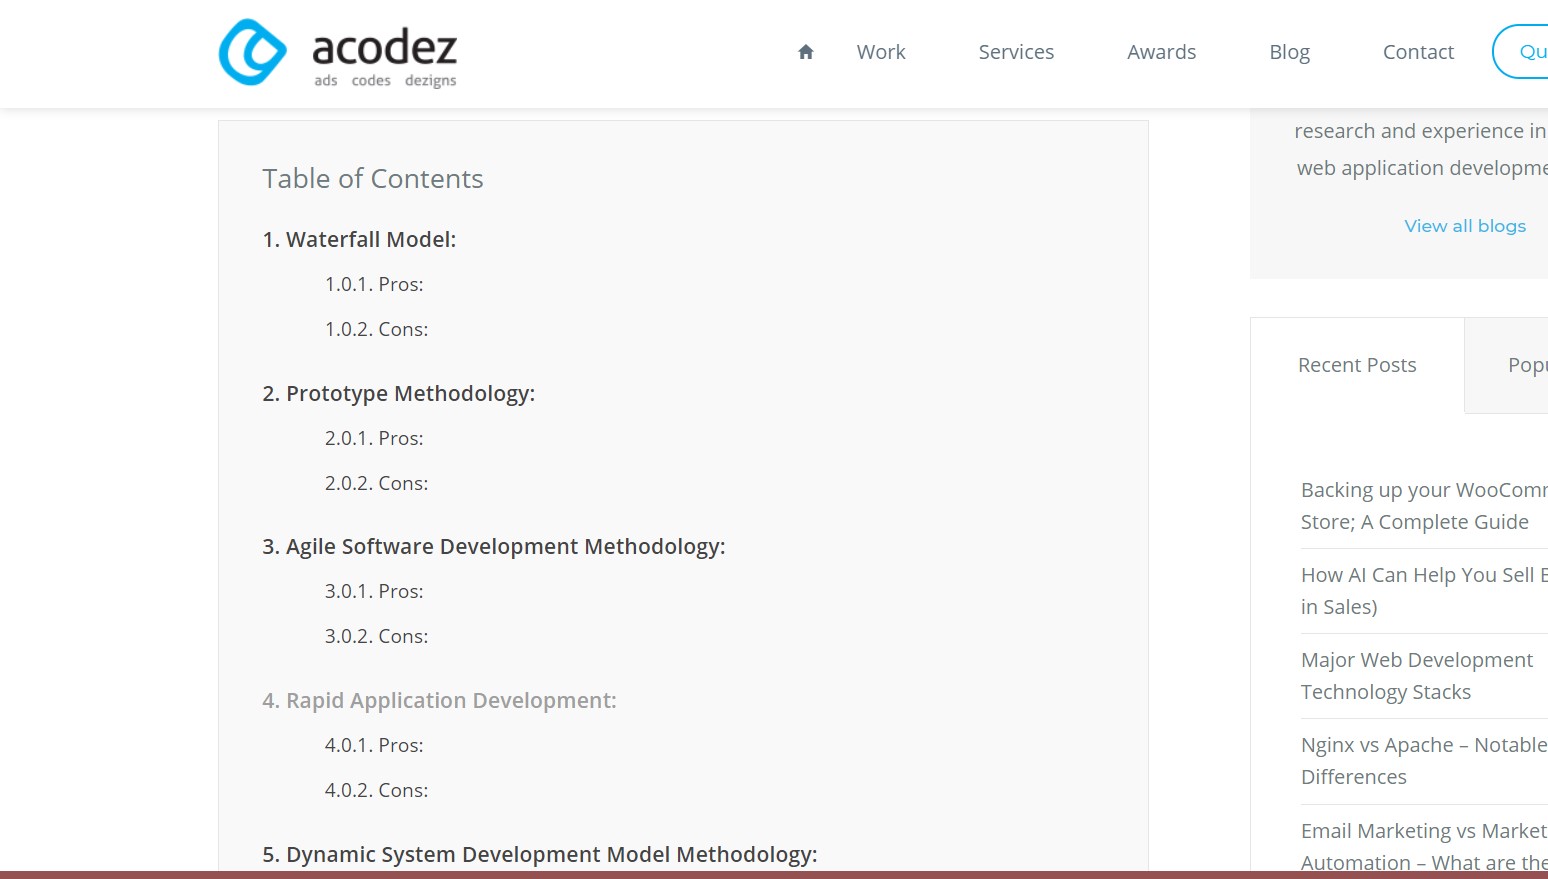 acodez
ads codes dezigns
Work
Services
Awards
Blog
Contact
Qu
Table of Contents
1. Waterfall Model:
1.0.1. Pros:
1.0.2. Cons:
2. Prototype Methodology:
2.0.1. Pros:
2.0.2. Cons:
3. Agile Software Development Methodology:
3.0.1. Pros:
3.0.2. Cons:
4. Rapid Application Development:
4.0.1. Pros:
4.0.2. Cons:
5. Dynamic System Development Model Methodology:
research and experience in
web application developme
View all blogs
Recent Posts
Popu
Backing up your WooComm
Store; A Complete Guide
How AI Can Help You Sell B
in Sales)
Major Web Development
Technology Stacks
Nginx vs Apache – Notable
Differences
Email Marketing vs Market
Automation – What are the